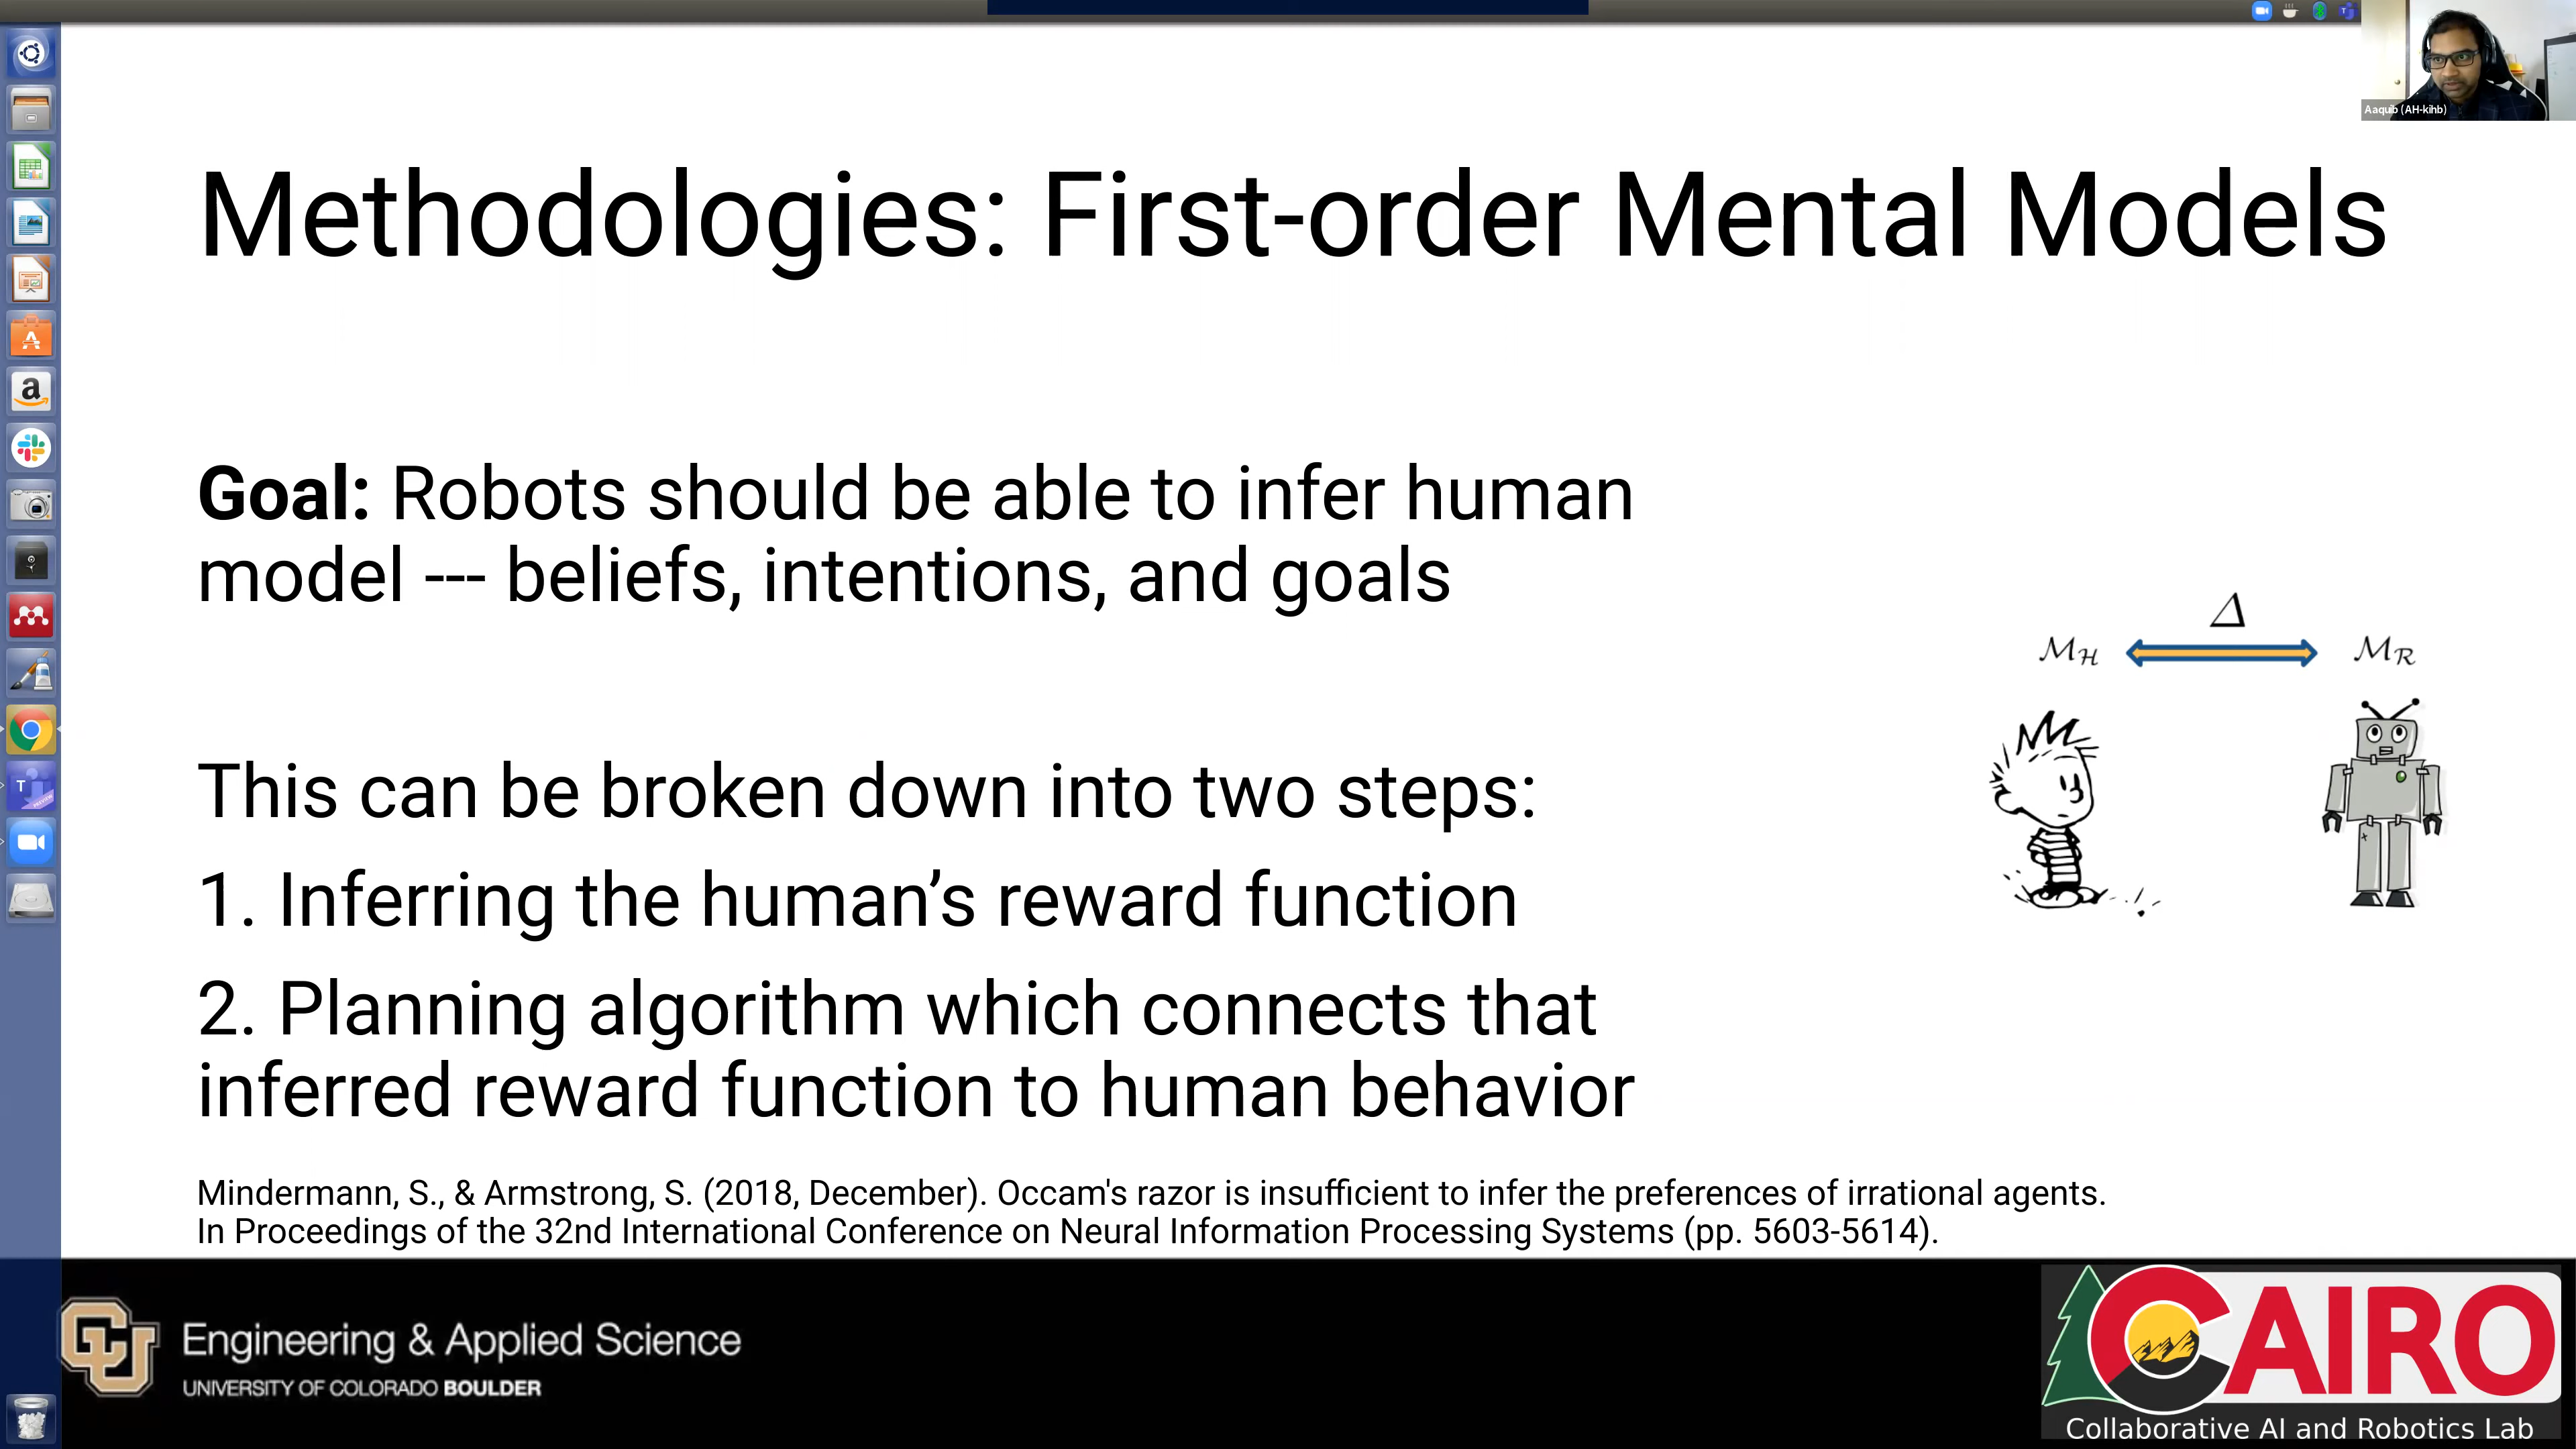 Aaquib (AH-kihb)
Methodologies: First-order Mental Models
Goal: Robots should be able to infer human
model --- beliefs, intentions, and goals
Δ
M_H
M_R
This can be broken down into two steps:
1. Inferring the human’s reward function
2. Planning algorithm which connects that
inferred reward function to human behavior
Mindermann, S., & Armstrong, S. (2018, December). Occam's razor is insufficient to infer the preferences of irrational agents.
In Proceedings of the 32nd International Conference on Neural Information Processing Systems (pp. 5603-5614).
CU
Engineering & Applied Science
UNIVERSITY OF COLORADO BOULDER
CAIRO
Collaborative AI and Robotics Lab